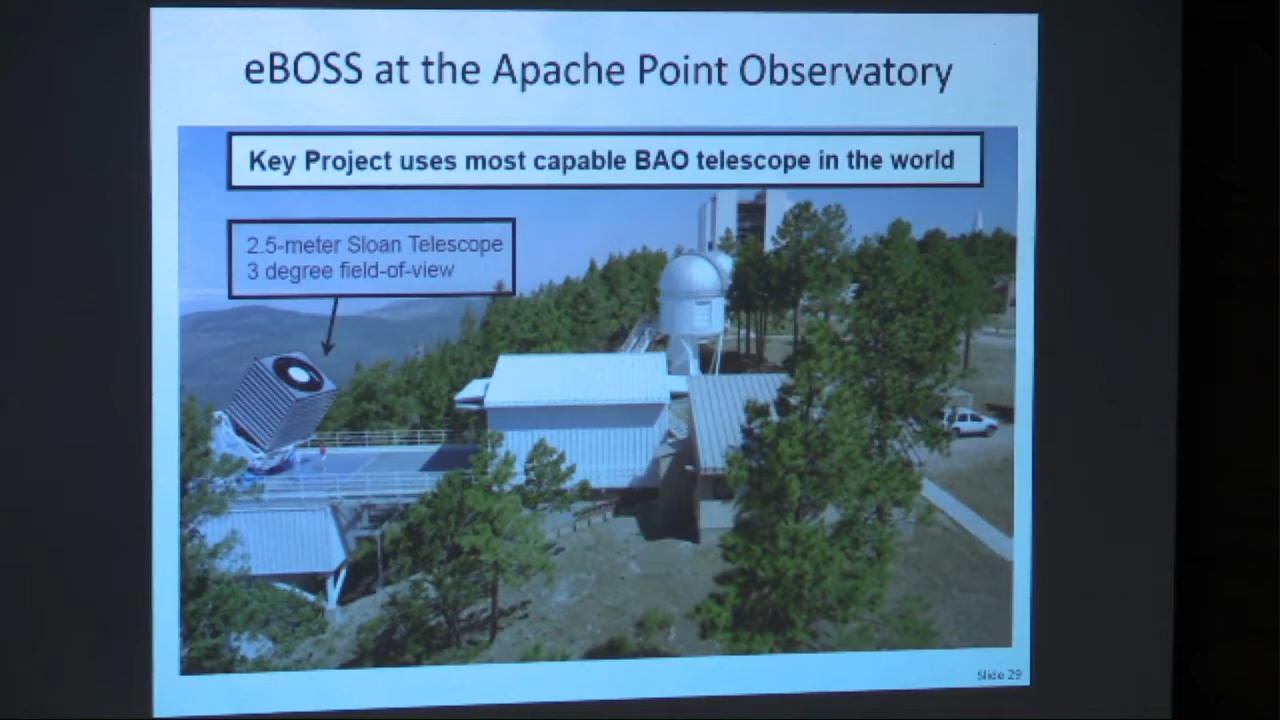 eBOSS at the Apache Point Observatory
Key Project uses most capable BAO telescope in the world
2.5-meter Sloan Telescope
3 degree field-of-view
Slide 29